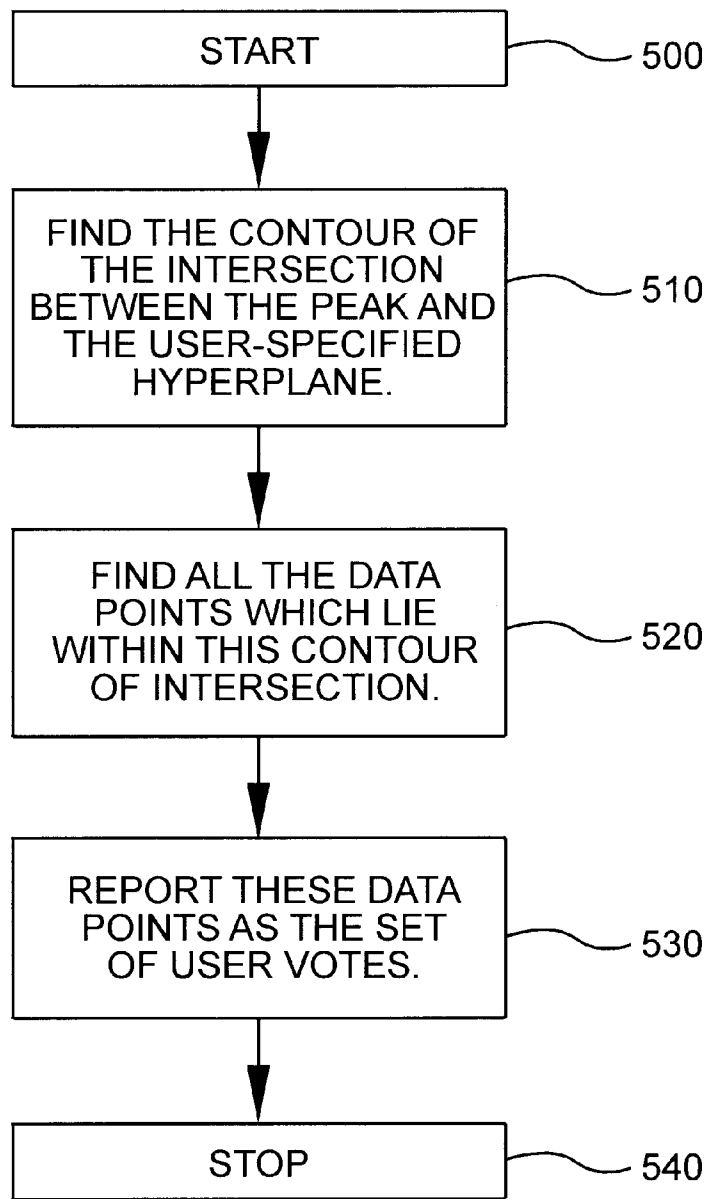 START
500
FIND THE CONTOUR OF
THE INTERSECTION
BETWEEN THE PEAK AND
THE USER-SPECIFIED
HYPERPLANE.
510
FIND ALL THE DATA
POINTS WHICH LIE
WITHIN THIS CONTOUR
OF INTERSECTION.
520
REPORT THESE DATA
POINTS AS THE SET
OF USER VOTES.
530
STOP
540